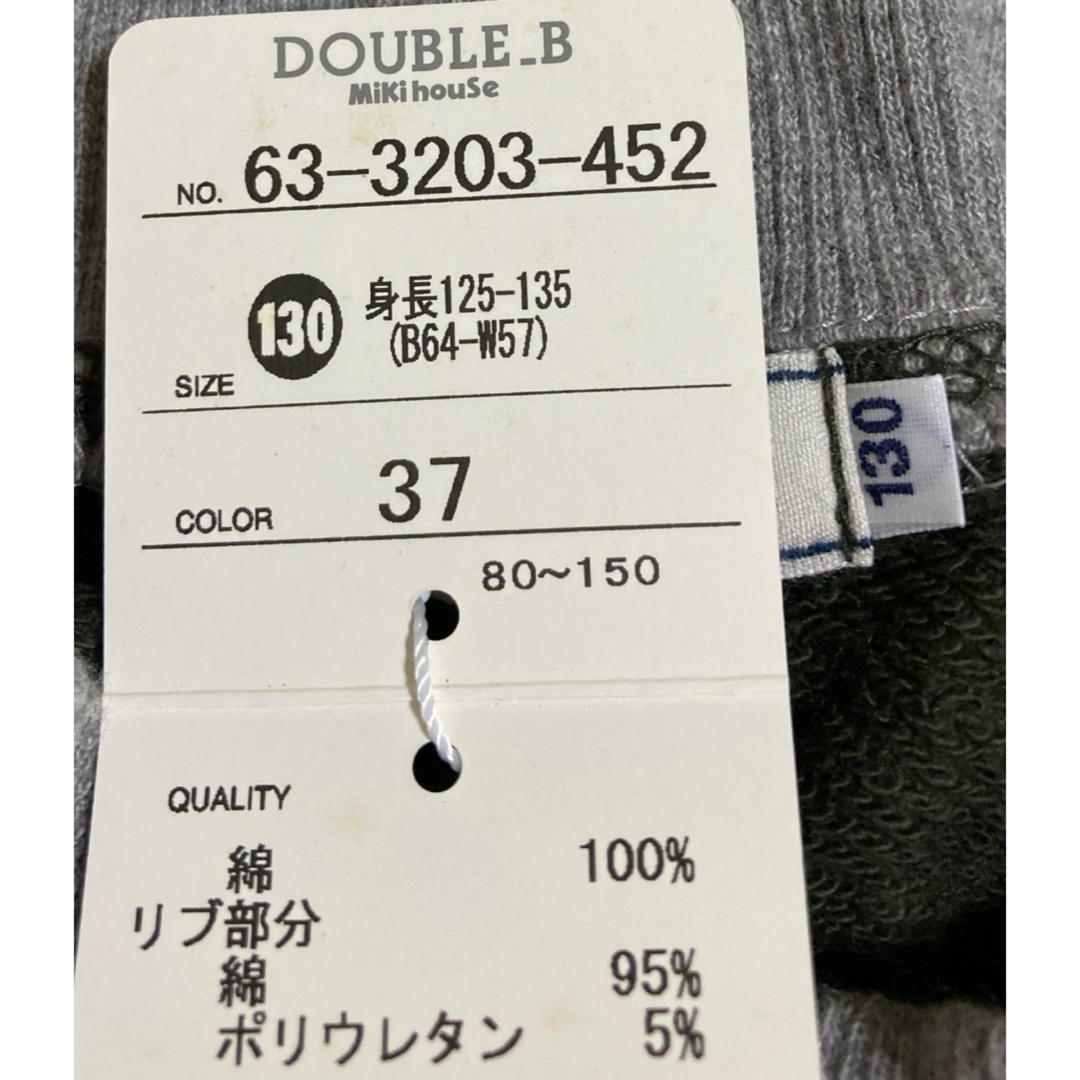 DOUBLE_B
MiKi houSe
NO. 63-3203-452
130 身長125-135
(B64-W57)
SIZE
COLOR 37
80~150
130
QUALITY
綿 100%
リブ部分
綿 95%
ポリウレタン 5%